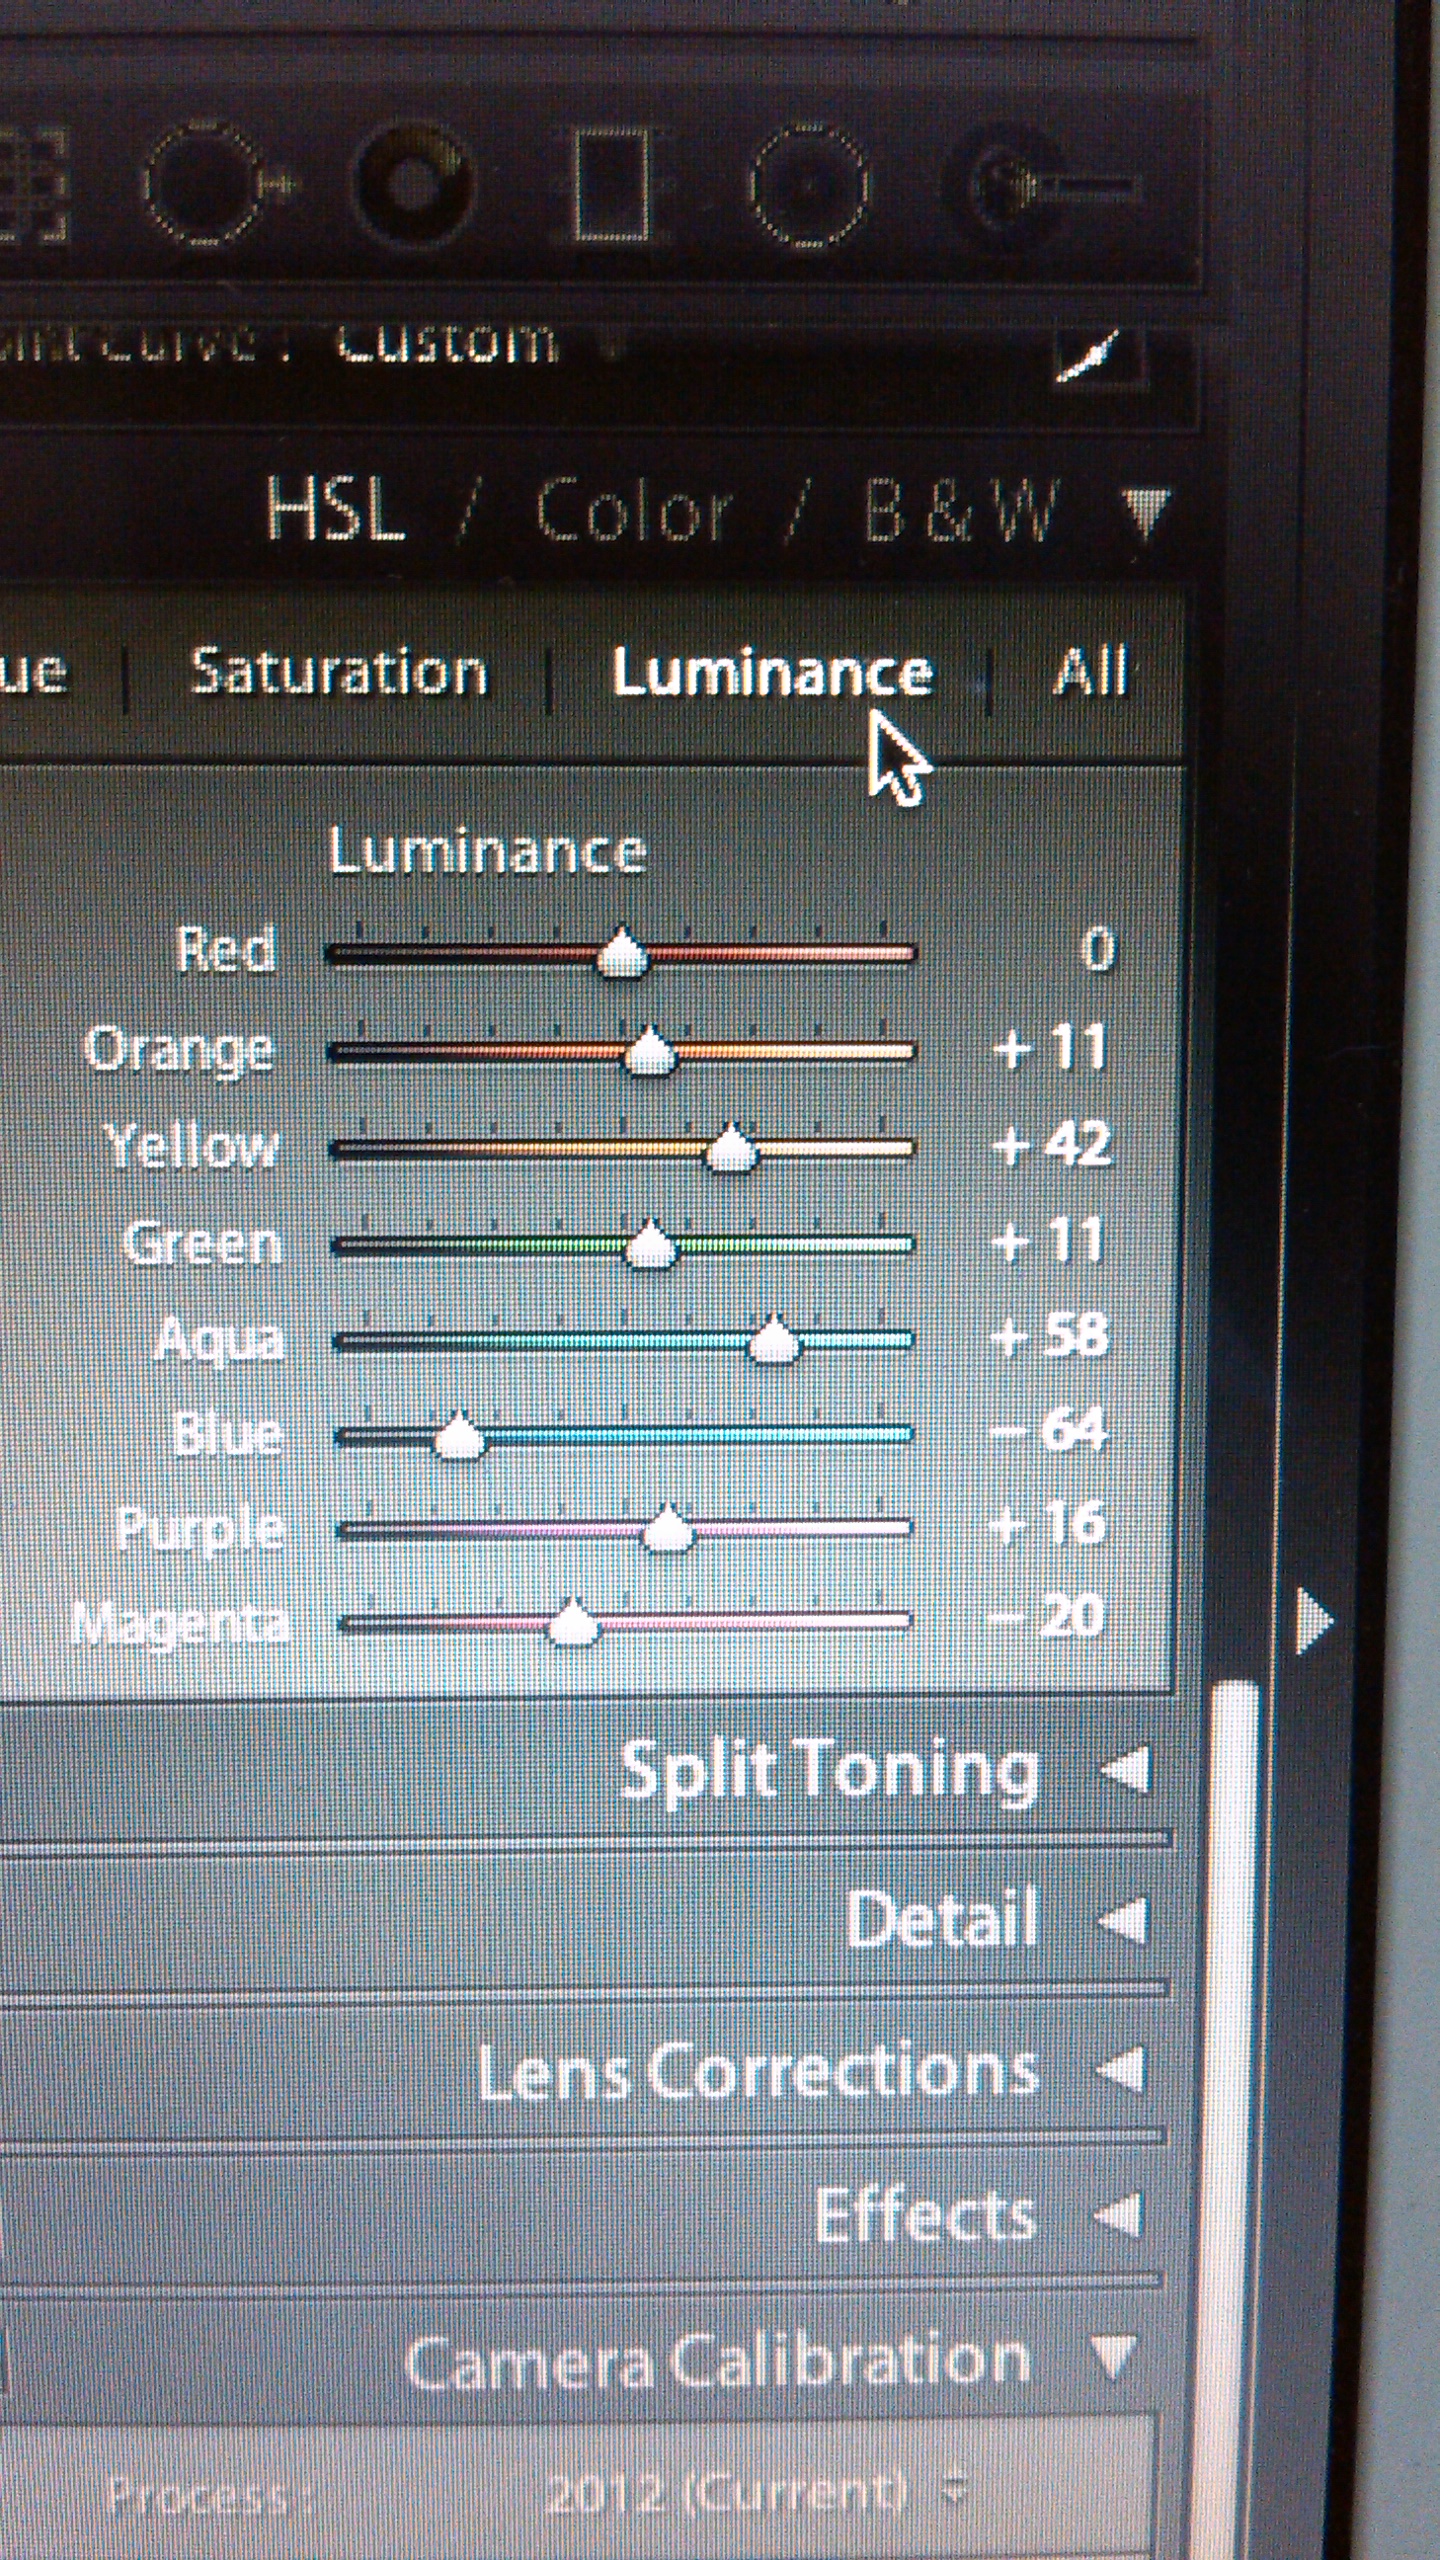 Custom
HSL / Color / B & W
ue | Saturation | Luminance | All
Luminance
Red 0
Orange + 11
Yellow + 42
Green + 11
Aqua + 58
Blue - 64
Purple + 16
Magenta - 20
Split Toning
Detail
Lens Corrections
Effects
Camera Calibration
Process: 2012 (Current)